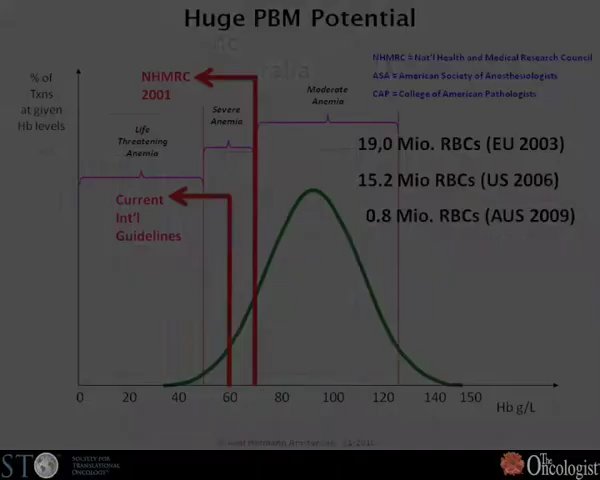 Huge PBM Potential
NHMRC = Nat'l Health and Medical Research Council
ASA = American Society of Anesthesiologists
CAP = College of American Pathologists
% of
Txns
at given
Hb levels
NHMRC
2001
Life
Threatening
Anemia
Severe
Anemia
Moderate
Anemia
19,0 Mio. RBCs (EU 2003)
15.2 Mio RBCs (US 2006)
0.8 Mio. RBCs (AUS 2009)
Current
Int'l
Guidelines
0 20 40 60 80 100 120 150
Hb g/L
STO
SOCIETY FOR
TRANSLATIONAL
ONCOLOGY
The
Oncologist